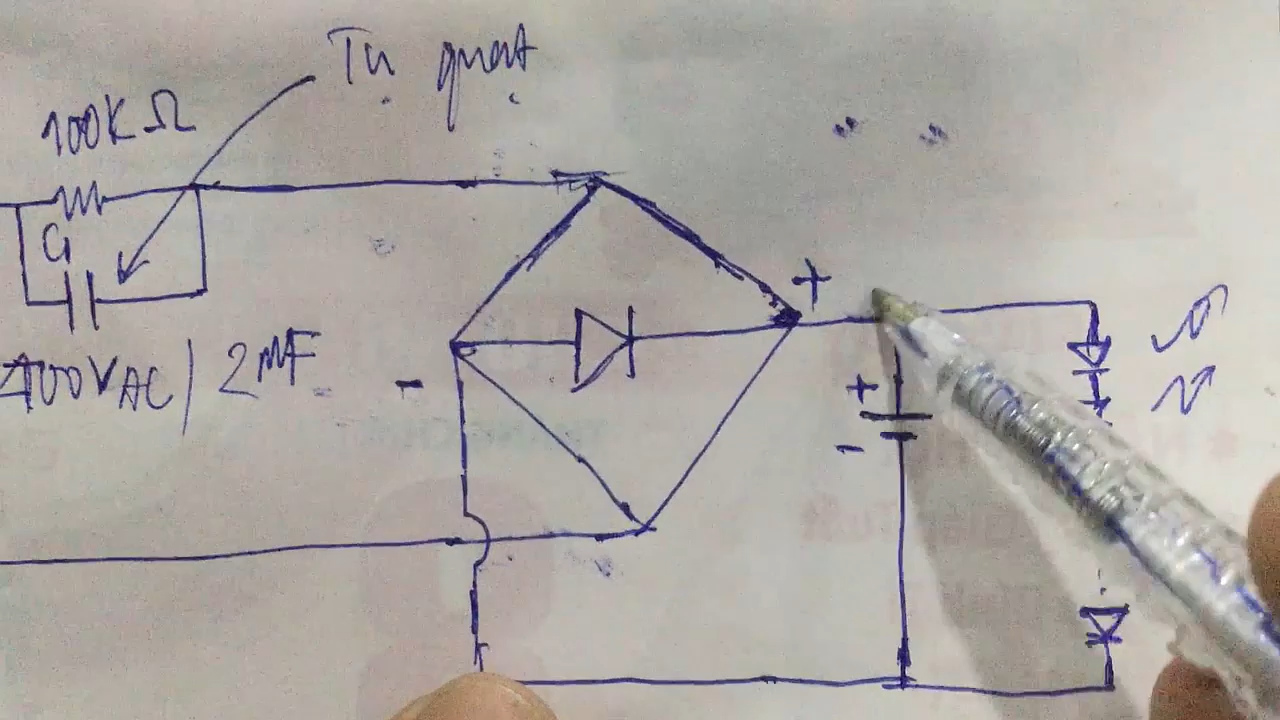 Tụ quạt
100KΩ
C1
400VAC / 2MF
+
-
+
-